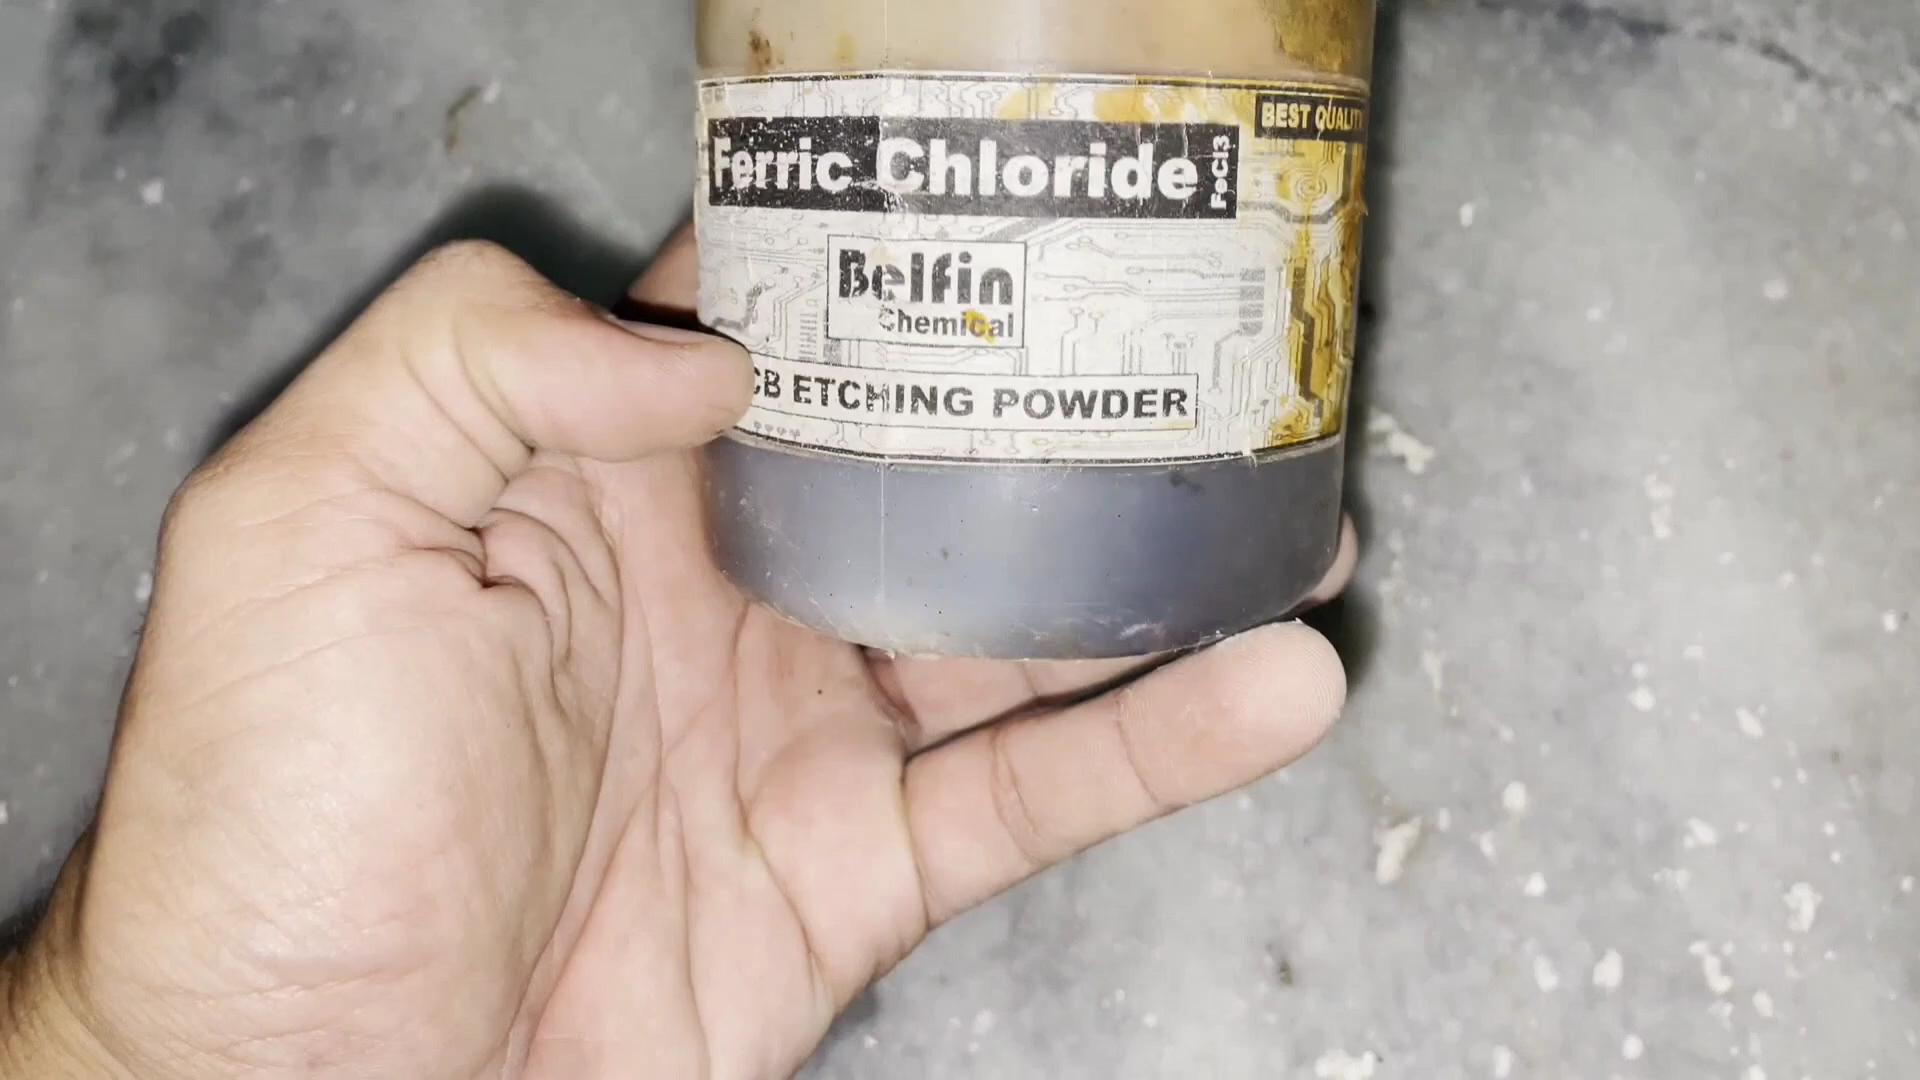 BEST QUALITY
Ferric Chloride FeCl3
Belfin
Chemical
CB ETCHING POWDER